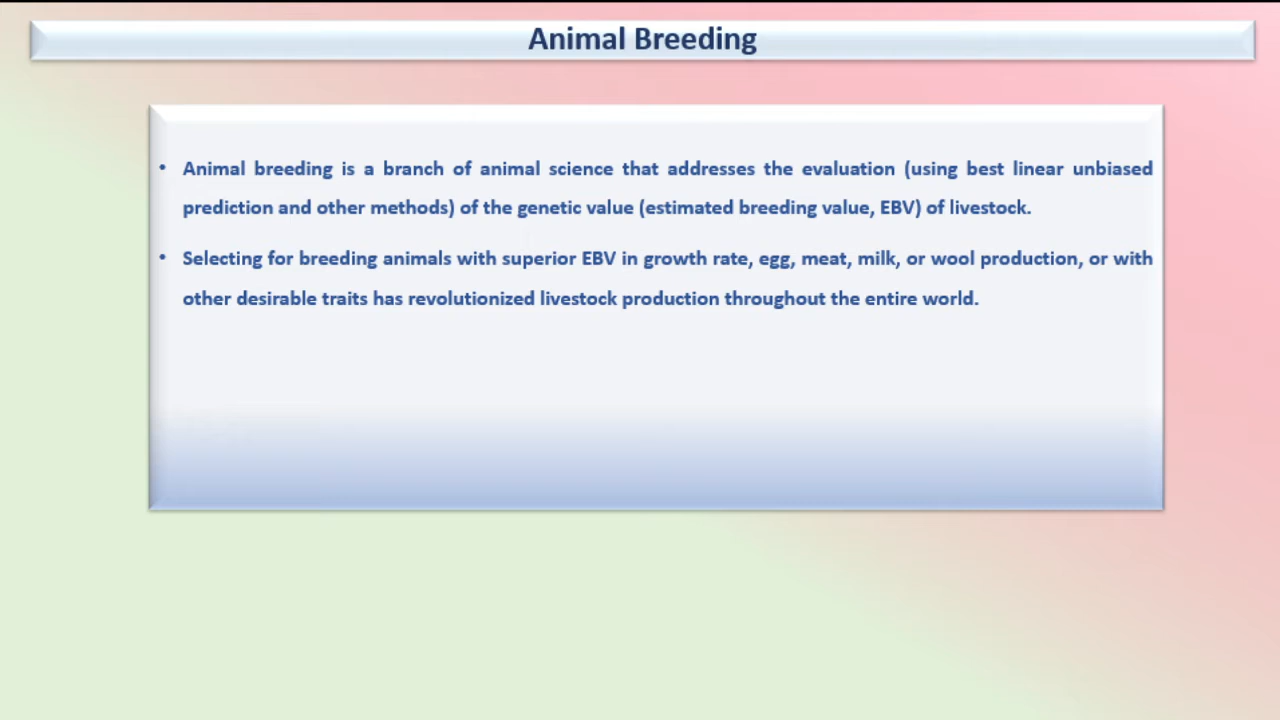 Animal Breeding
• Animal breeding is a branch of animal science that addresses the evaluation (using best linear unbiased
prediction and other methods) of the genetic value (estimated breeding value, EBV) of livestock.
• Selecting for breeding animals with superior EBV in growth rate, egg, meat, milk, or wool production, or with
other desirable traits has revolutionized livestock production throughout the entire world.